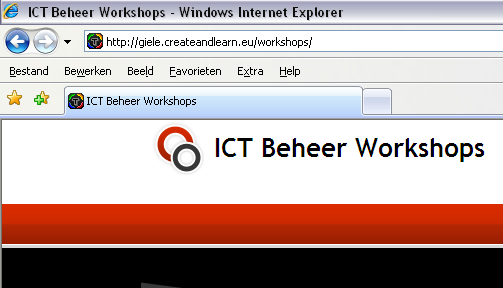 ICT Beheer Workshops - Windows Internet Explorer
http://giele.createandlearn.eu/workshops/
Bestand Bewerken Beeld Favorieten Extra Help
ICT Beheer Workshops
ICT Beheer Workshops